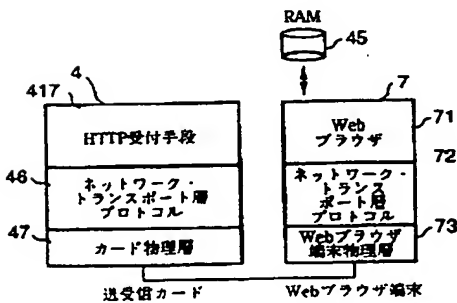 RAM
45
4
417
7
HTTP受付手段
Web
ブラウザ
71
72
46
ネットワーク・
トランスポート層
プロトコル
ネットワーク・
トランス
ポート層
プロトコル
47
カード物理層
Webブラウザ
端末物理層
73
送受信カード
Webブラウザ端末